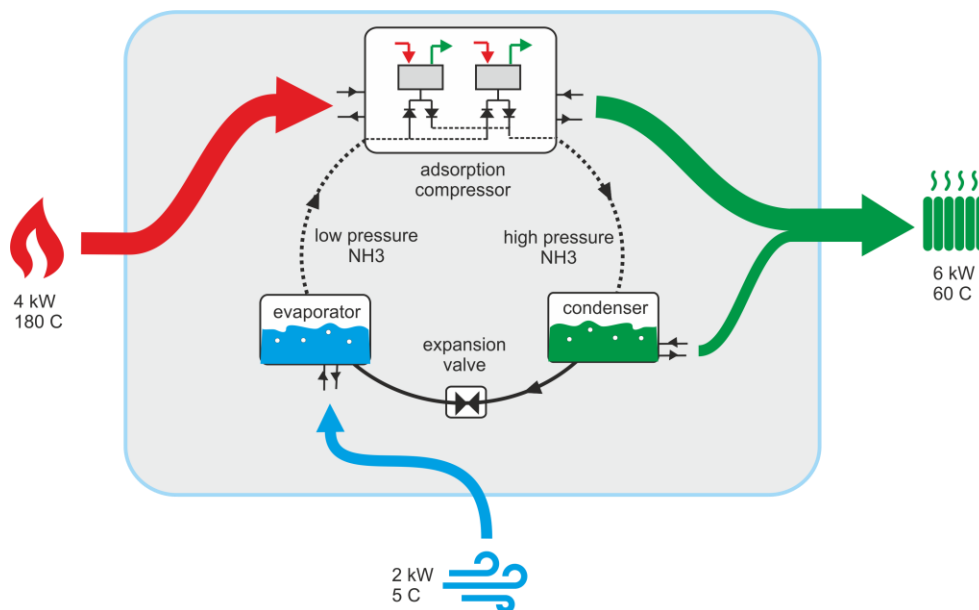 adsorption
compressor
low pressure
NH3
high pressure
NH3
4 kW
180 C
6 kW
60 C
evaporator
condenser
expansion
valve
2 kW
5 C